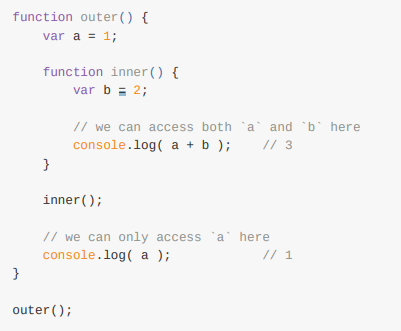 function outer() {
    var a = 1;

    function inner() {
        var b = 2;

        // we can access both `a` and `b` here
        console.log( a + b );    // 3
    }

    inner();

    // we can only access `a` here
    console.log( a );            // 1
}

outer();